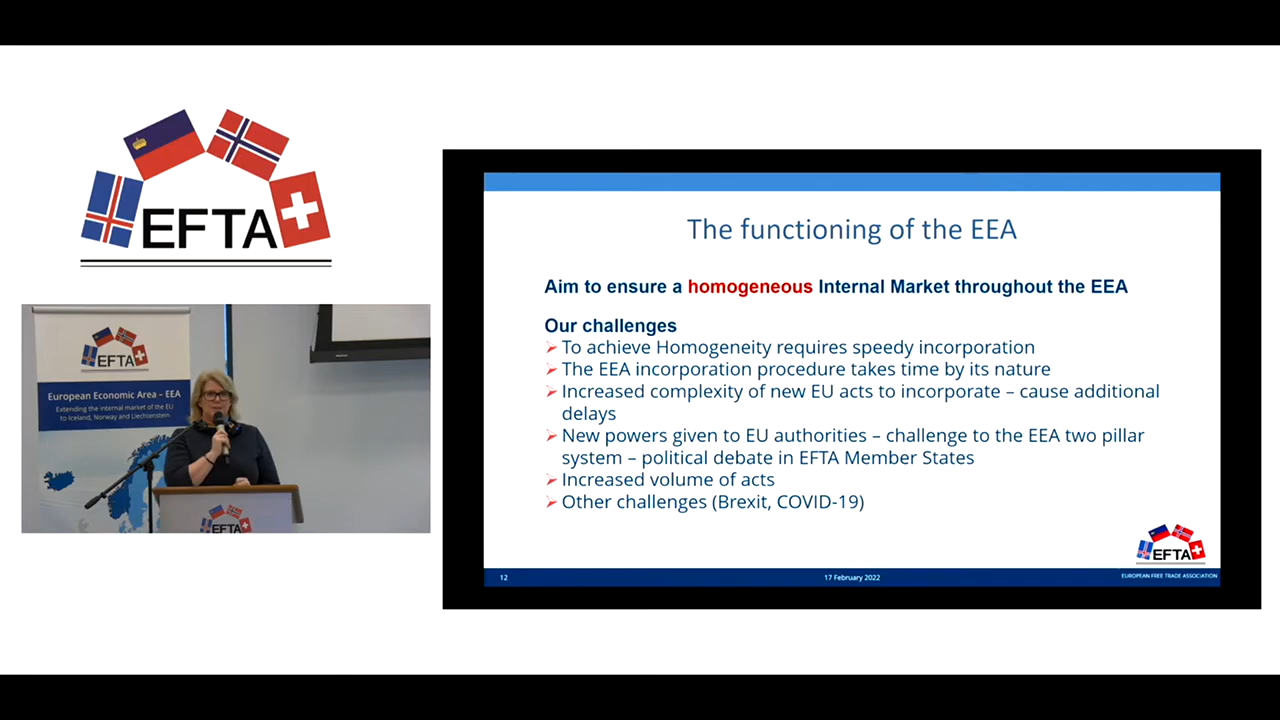 EFTA
EFTA
European Economic Area – EEA
Extending the internal market of the EU
to Iceland, Norway and Liechtenstein
EFTA
The functioning of the EEA
Aim to ensure a homogeneous Internal Market throughout the EEA
Our challenges
To achieve Homogeneity requires speedy incorporation
The EEA incorporation procedure takes time by its nature
Increased complexity of new EU acts to incorporate – cause additional
delays
New powers given to EU authorities – challenge to the EEA two pillar
system – political debate in EFTA Member States
Increased volume of acts
Other challenges (Brexit, COVID-19)
EFTA
12
17 February 2022
EUROPEAN FREE TRADE ASSOCIATION